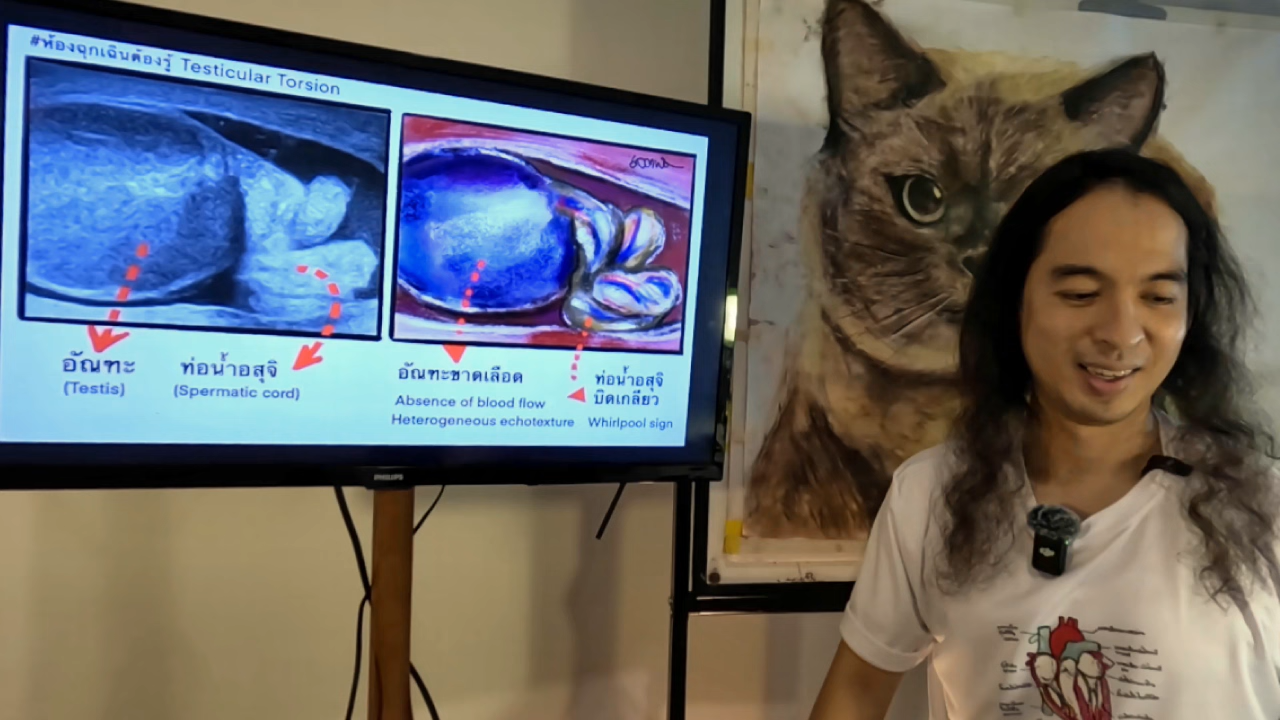 #ห้องฉุกเฉินต้องรู้ Testicular Torsion
อัณฑะ
(Testis)
ท่อน้ำอสุจิ
(Spermatic cord)
อัณฑะขาดเลือด
Absence of blood flow
Heterogeneous echotexture
ท่อน้ำอสุจิ
บิดเกลียว
Whirlpool sign
PHILIPS
dji